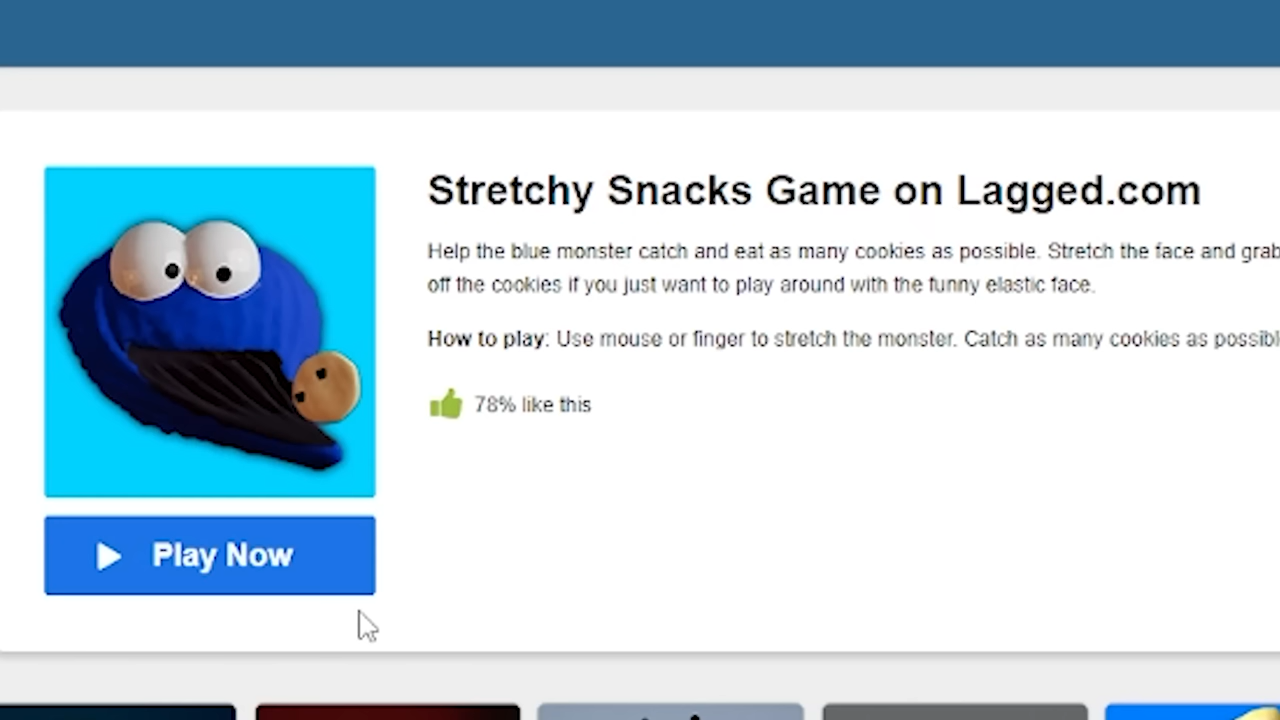 Stretchy Snacks Game on Lagged.com
Help the blue monster catch and eat as many cookies as possible. Stretch the face and grab
off the cookies if you just want to play around with the funny elastic face.
How to play: Use mouse or finger to stretch the monster. Catch as many cookies as possibl
78% like this
Play Now